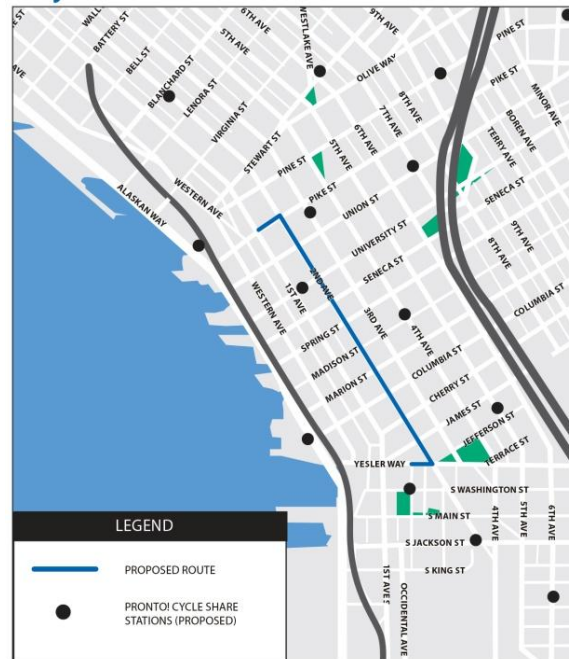 6TH AVE
9TH AVE
WALL
BATTERY ST
BELL ST
BLANCHARD ST
LENORA ST
VIRGINIA ST
STEWART ST
5TH AVE
WESTLAKE AVE
OLIVE WAY
8TH AVE
7TH AVE
6TH AVE
5TH AVE
PINE ST
PIKE ST
PINE ST
PIKE ST
MINOR AVE
BOREN AVE
TERRY AVE
SENECA ST
9TH AVE
8TH AVE
COLUMBIA ST
AVE
ALASKAN WAY
WESTERN AVE
UNION ST
UNIVERSITY ST
SENECA ST
2ND AVE
1ST AVE
WESTERN AVE
3RD AVE
4TH AVE
SPRING ST
MADISON ST
MARION ST
COLUMBIA ST
CHERRY ST
JAMES ST
JEFFERSON ST
TERRACE ST
YESLER WAY
S WASHINGTON ST
S MAIN ST
S JACKSON ST
S KING ST
4TH AVE
5TH AVE
6TH AVE
1ST AVE S
OCCIDENTAL AVE
LEGEND
PROPOSED ROUTE
PRONTO! CYCLE SHARE
STATIONS (PROPOSED)